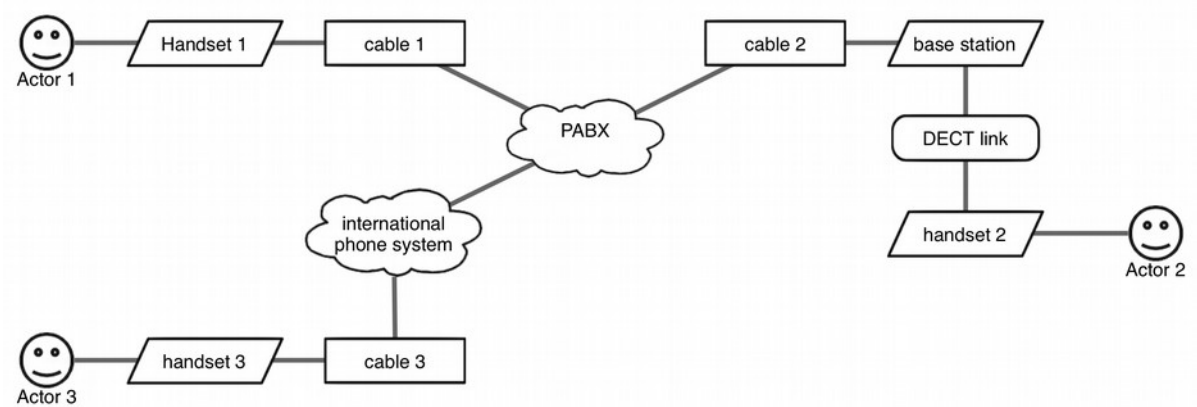 Handset 1
cable 1
cable 2
base station
Actor 1
PABX
DECT link
international
phone system
handset 2
Actor 2
handset 3
cable 3
Actor 3